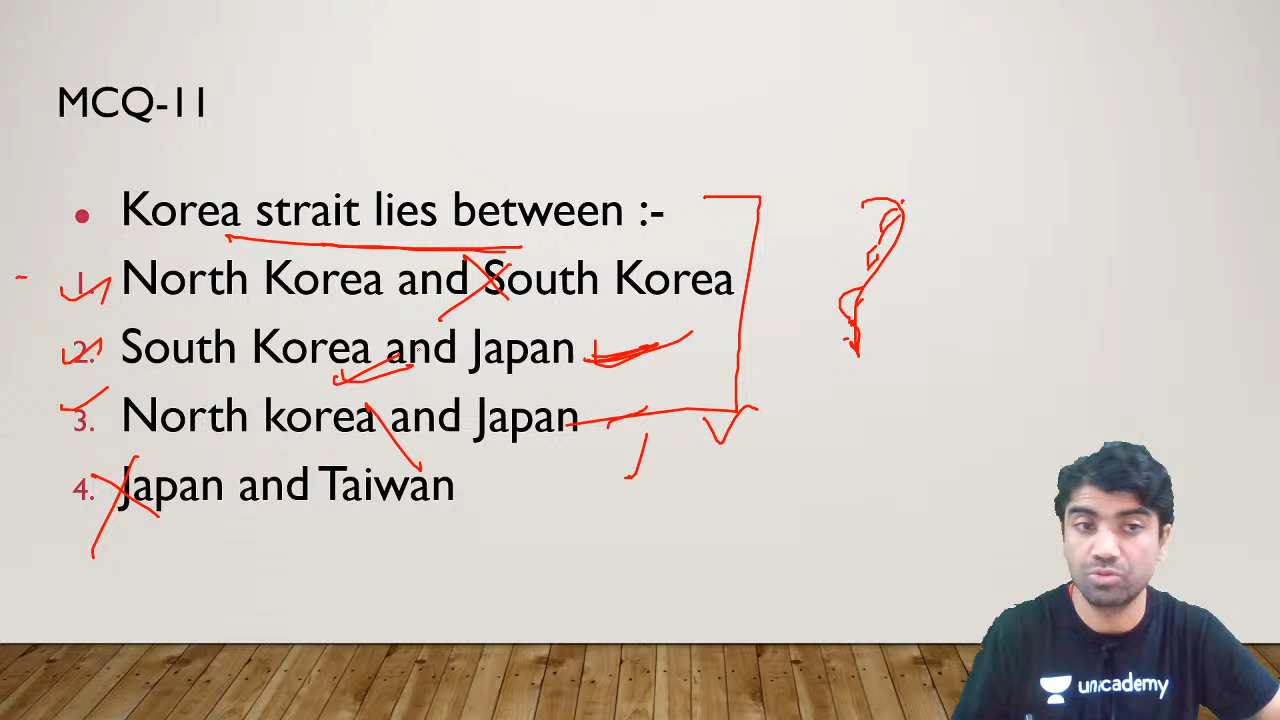 MCQ-11
• Korea strait lies between :-
1. North Korea and South Korea
2. South Korea and Japan
3. North korea and Japan
4. Japan and Taiwan
unacademy